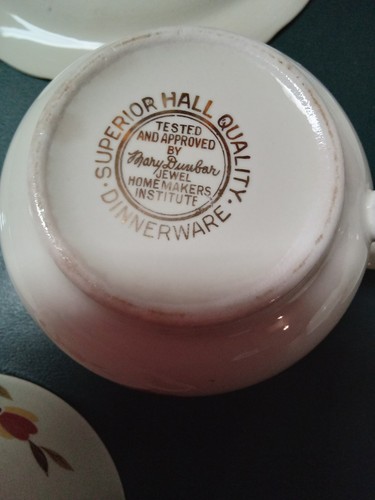 SUPERIOR HALL QUALITY
· DINNERWARE ·
TESTED
AND APPROVED
BY
Mary Dunbar
JEWEL
HOMEMAKERS
INSTITUTE